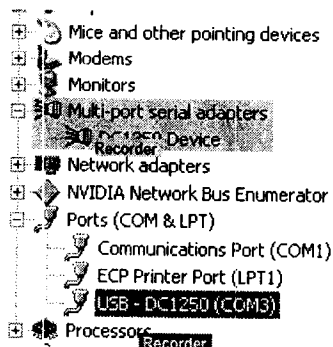 Mice and other pointing devices
Modems
Monitors
Multi-port serial adapters
DC1250 Device
Recorder
Network adapters
NVIDIA Network Bus Enumerator
Ports (COM & LPT)
Communications Port (COM1)
ECP Printer Port (LPT1)
USB - DC1250 (COM3)
Processors
Recorder